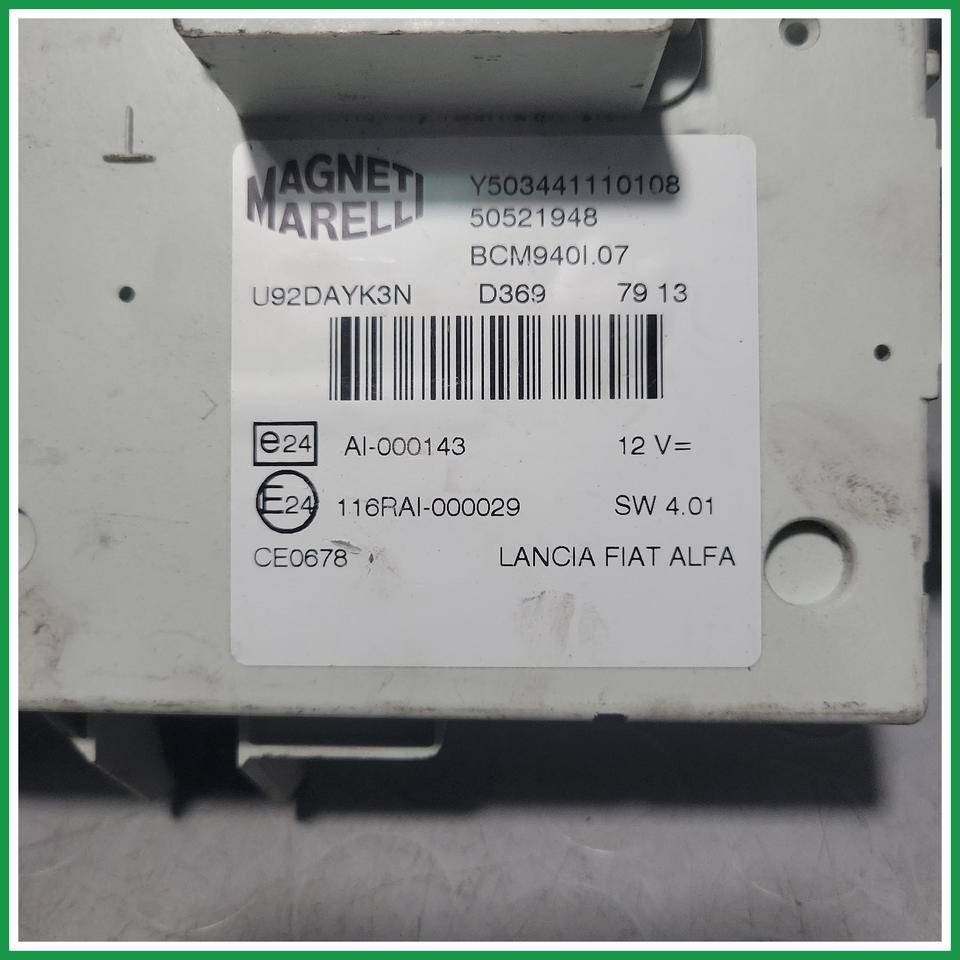 MAGNETI
MARELLI
Y503441110108
50521948
BCM940I.07
U92DAYK3N D369 79 13
e24 AI-000143 12 V=
E24 116RAI-000029 SW 4.01
CE0678 LANCIA FIAT ALFA